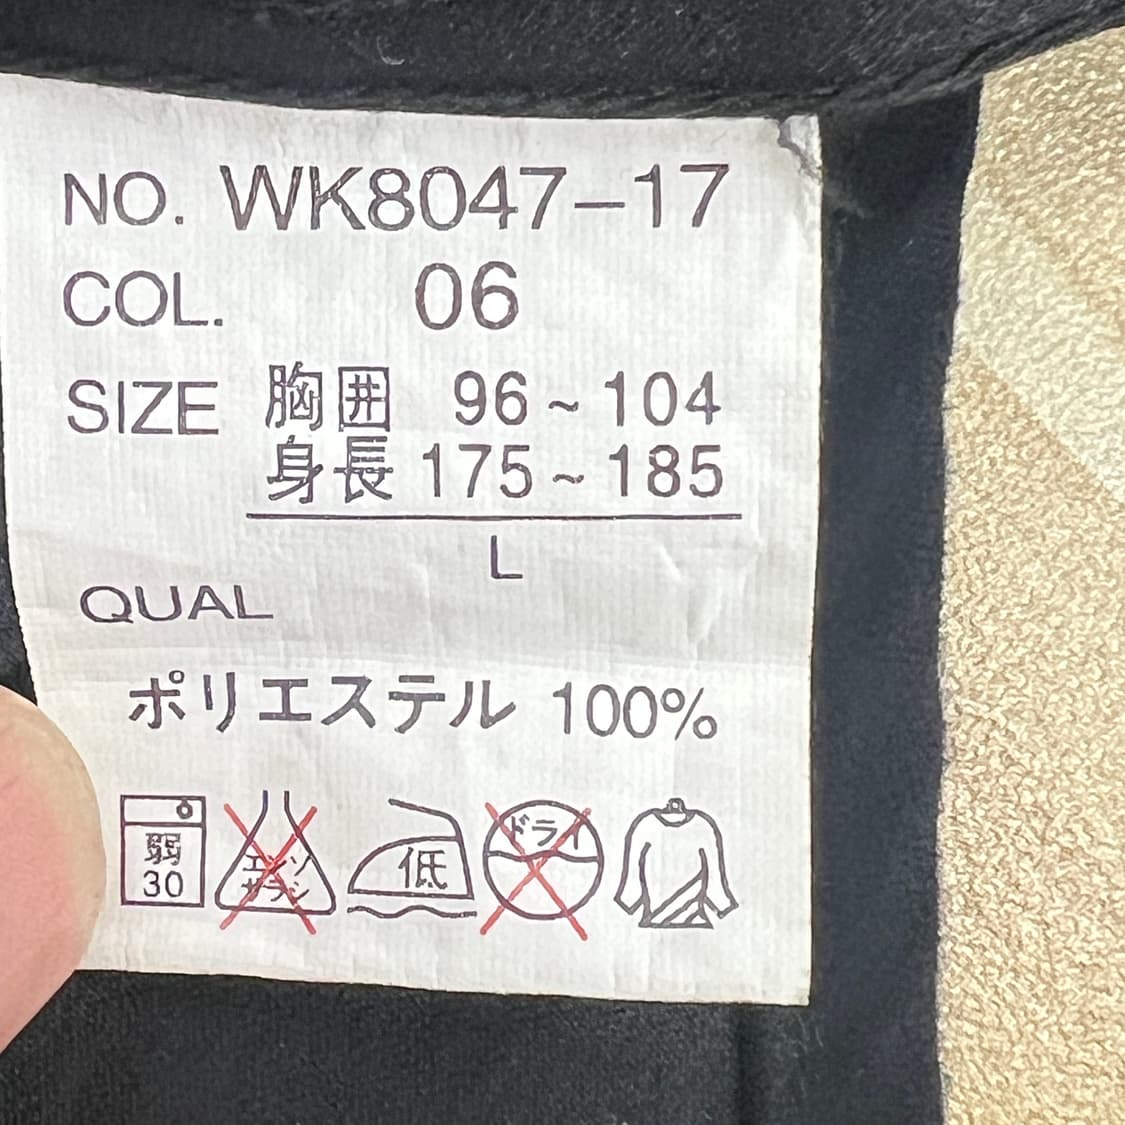 NO. WK8047-17
COL. 06
SIZE 胸囲 96~104
身長 175~185
L
QUAL
ポリエステル 100%
弱
30
エンソ
サラシ
低
ドライ